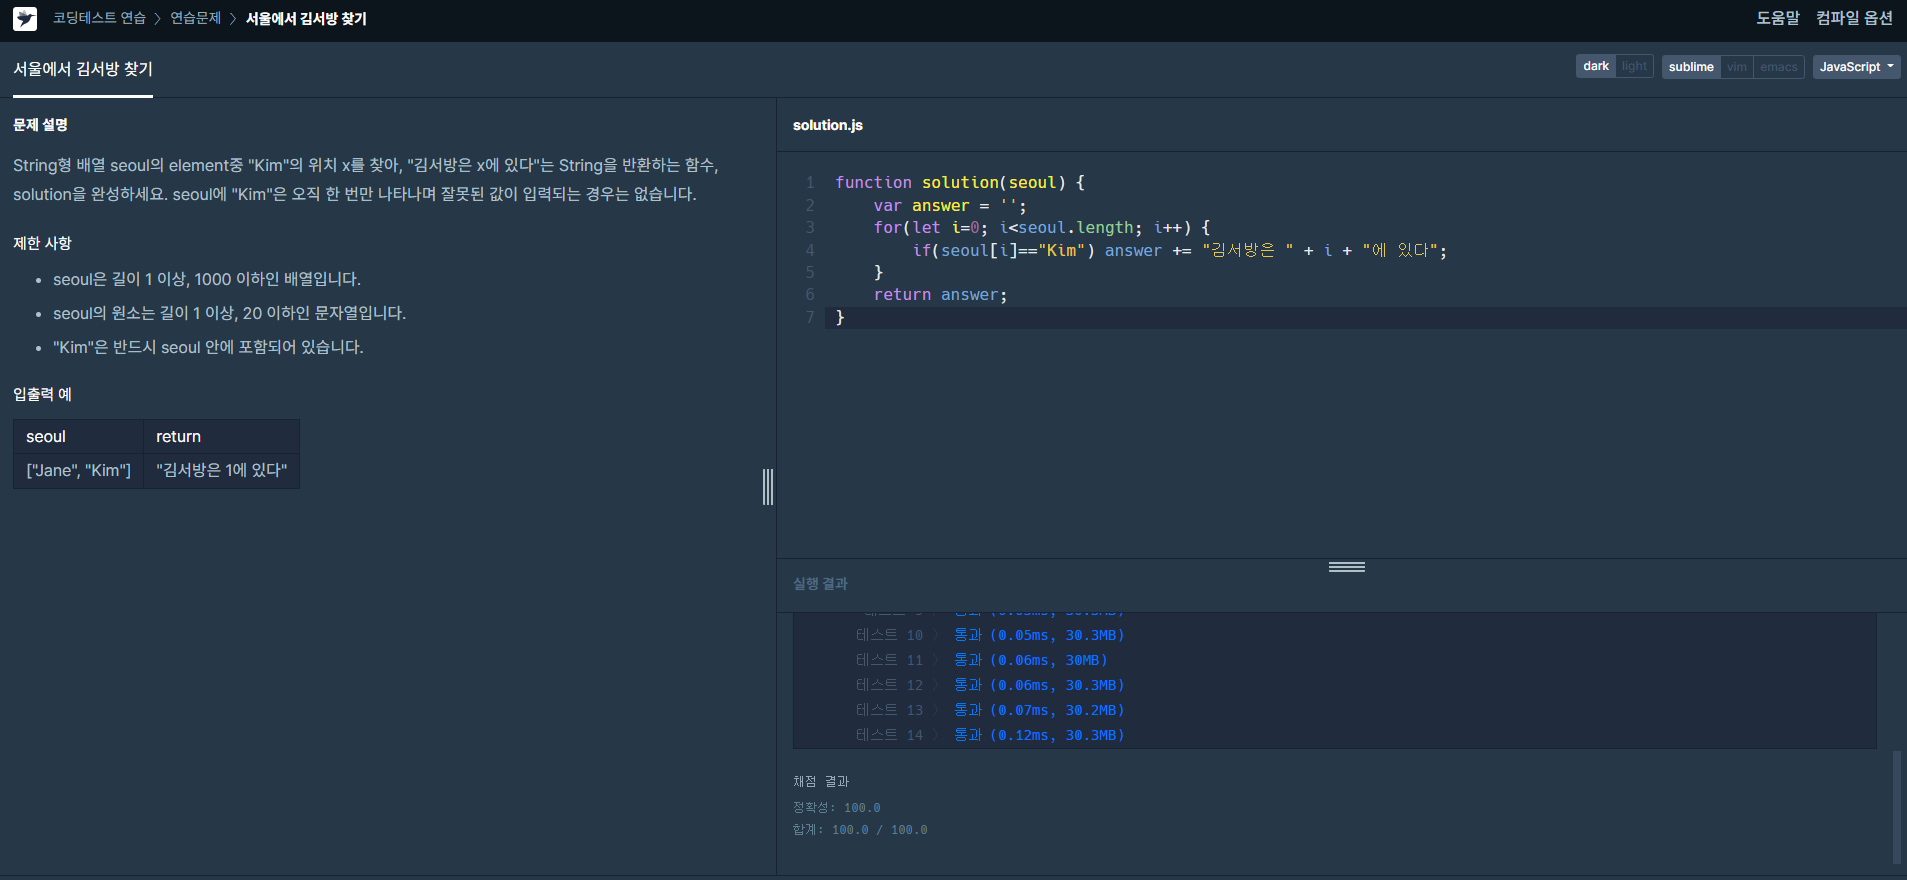 코딩테스트 연습 > 연습문제 > 서울에서 김서방 찾기
도움말 컴파일 옵션
서울에서 김서방 찾기
dark light sublime vim emacs JavaScript
문제 설명
String형 배열 seoul의 element중 "Kim"의 위치 x를 찾아, "김서방은 x에 있다"는 String을 반환하는 함수,
solution을 완성하세요. seoul에 "Kim"은 오직 한 번만 나타나며 잘못된 값이 입력되는 경우는 없습니다.
제한 사항
• seoul은 길이 1 이상, 1000 이하인 배열입니다.
• seoul의 원소는 길이 1 이상, 20 이하인 문자열입니다.
• "Kim"은 반드시 seoul 안에 포함되어 있습니다.
입출력 예
seoul return
["Jane", "Kim"] "김서방은 1에 있다"
solution.js
1 function solution(seoul) {
2     var answer = '';
3     for(let i=0; i<seoul.length; i++) {
4         if(seoul[i]=="Kim") answer += "김서방은 " + i + "에 있다";
5     }
6     return answer;
7 }
실행 결과
테스트 10 > 통과 (0.05ms, 30.3MB)
테스트 11 > 통과 (0.06ms, 30MB)
테스트 12 > 통과 (0.06ms, 30.3MB)
테스트 13 > 통과 (0.07ms, 30.2MB)
테스트 14 > 통과 (0.12ms, 30.3MB)
채점 결과
정확성: 100.0
합계: 100.0 / 100.0